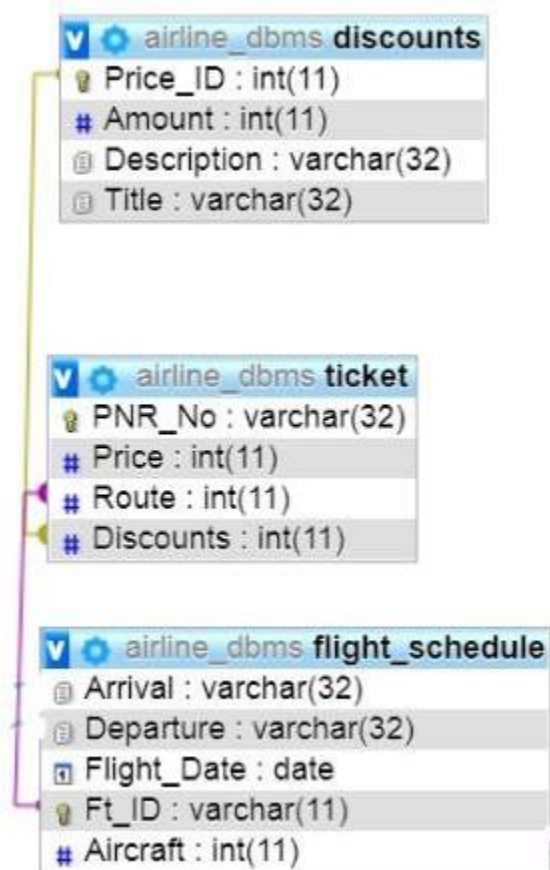 airline_dbms discounts
Price_ID : int(11)
# Amount : int(11)
Description : varchar(32)
Title : varchar(32)
airline_dbms ticket
PNR_No : varchar(32)
# Price : int(11)
# Route : int(11)
# Discounts : int(11)
airline_dbms flight_schedule
Arrival : varchar(32)
Departure : varchar(32)
Flight_Date : date
Ft_ID : varchar(11)
# Aircraft : int(11)